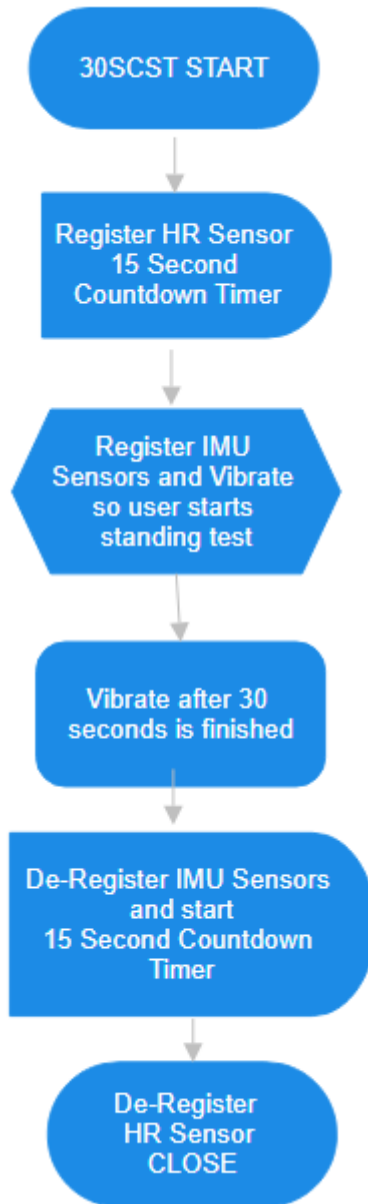 30SCST START
Register HR Sensor
15 Second
Countdown Timer
Register IMU
Sensors and Vibrate
so user starts
standing test
Vibrate after 30
seconds is finished
De-Register IMU Sensors
and start
15 Second Countdown
Timer
De-Register
HR Sensor
CLOSE